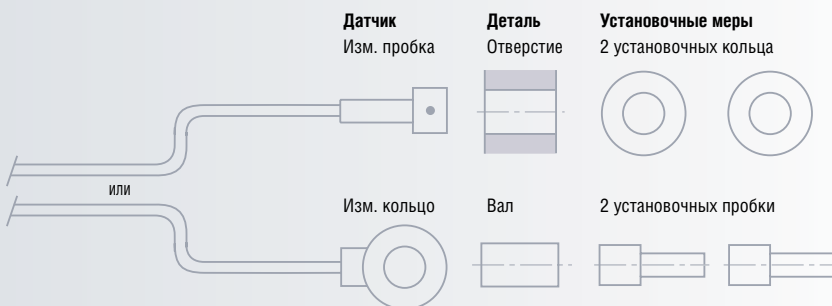 Датчик Деталь Установочные меры
Изм. пробка Отверстие 2 установочных кольца
или
Изм. кольцо Вал 2 установочных пробки